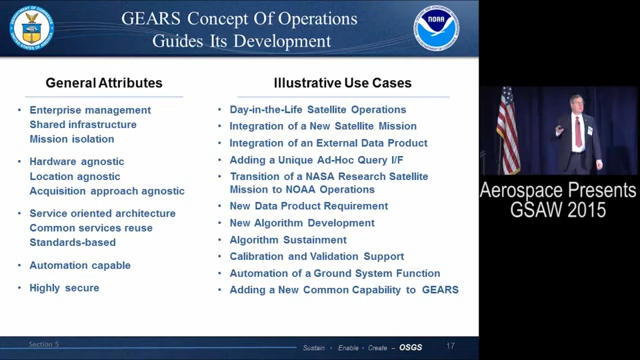 GEARS Concept Of Operations
Guides Its Development
NOAA
General Attributes
• Enterprise management
Shared infrastructure
Mission isolation
• Hardware agnostic
Location agnostic
Acquisition approach agnostic
• Service oriented architecture
Common services reuse
Standards-based
• Automation capable
• Highly secure
Illustrative Use Cases
• Day-in-the-Life Satellite Operations
• Integration of a New Satellite Mission
• Integration of an External Data Product
• Adding a Unique Ad-Hoc Query I/F
• Transition of a NASA Research Satellite
Mission to NOAA Operations
• New Data Product Requirement
• New Algorithm Development
• Algorithm Sustainment
• Calibration and Validation Support
• Automation of a Ground System Function
• Adding a New Common Capability to GEARS
Section 5
Sustain - Enable - Create – OSGS
17
Aerospace Presents
GSAW 2015